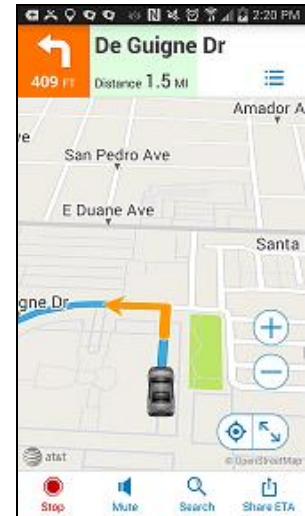 2:20 PM
De Guigne Dr
409 FT
Distance 1.5 MI
Amador A
ve
San Pedro Ave
E Duane Ave
Santa
gne Dr
at&t
© OpenStreetMap
Stop
Mute
Search
Share ETA